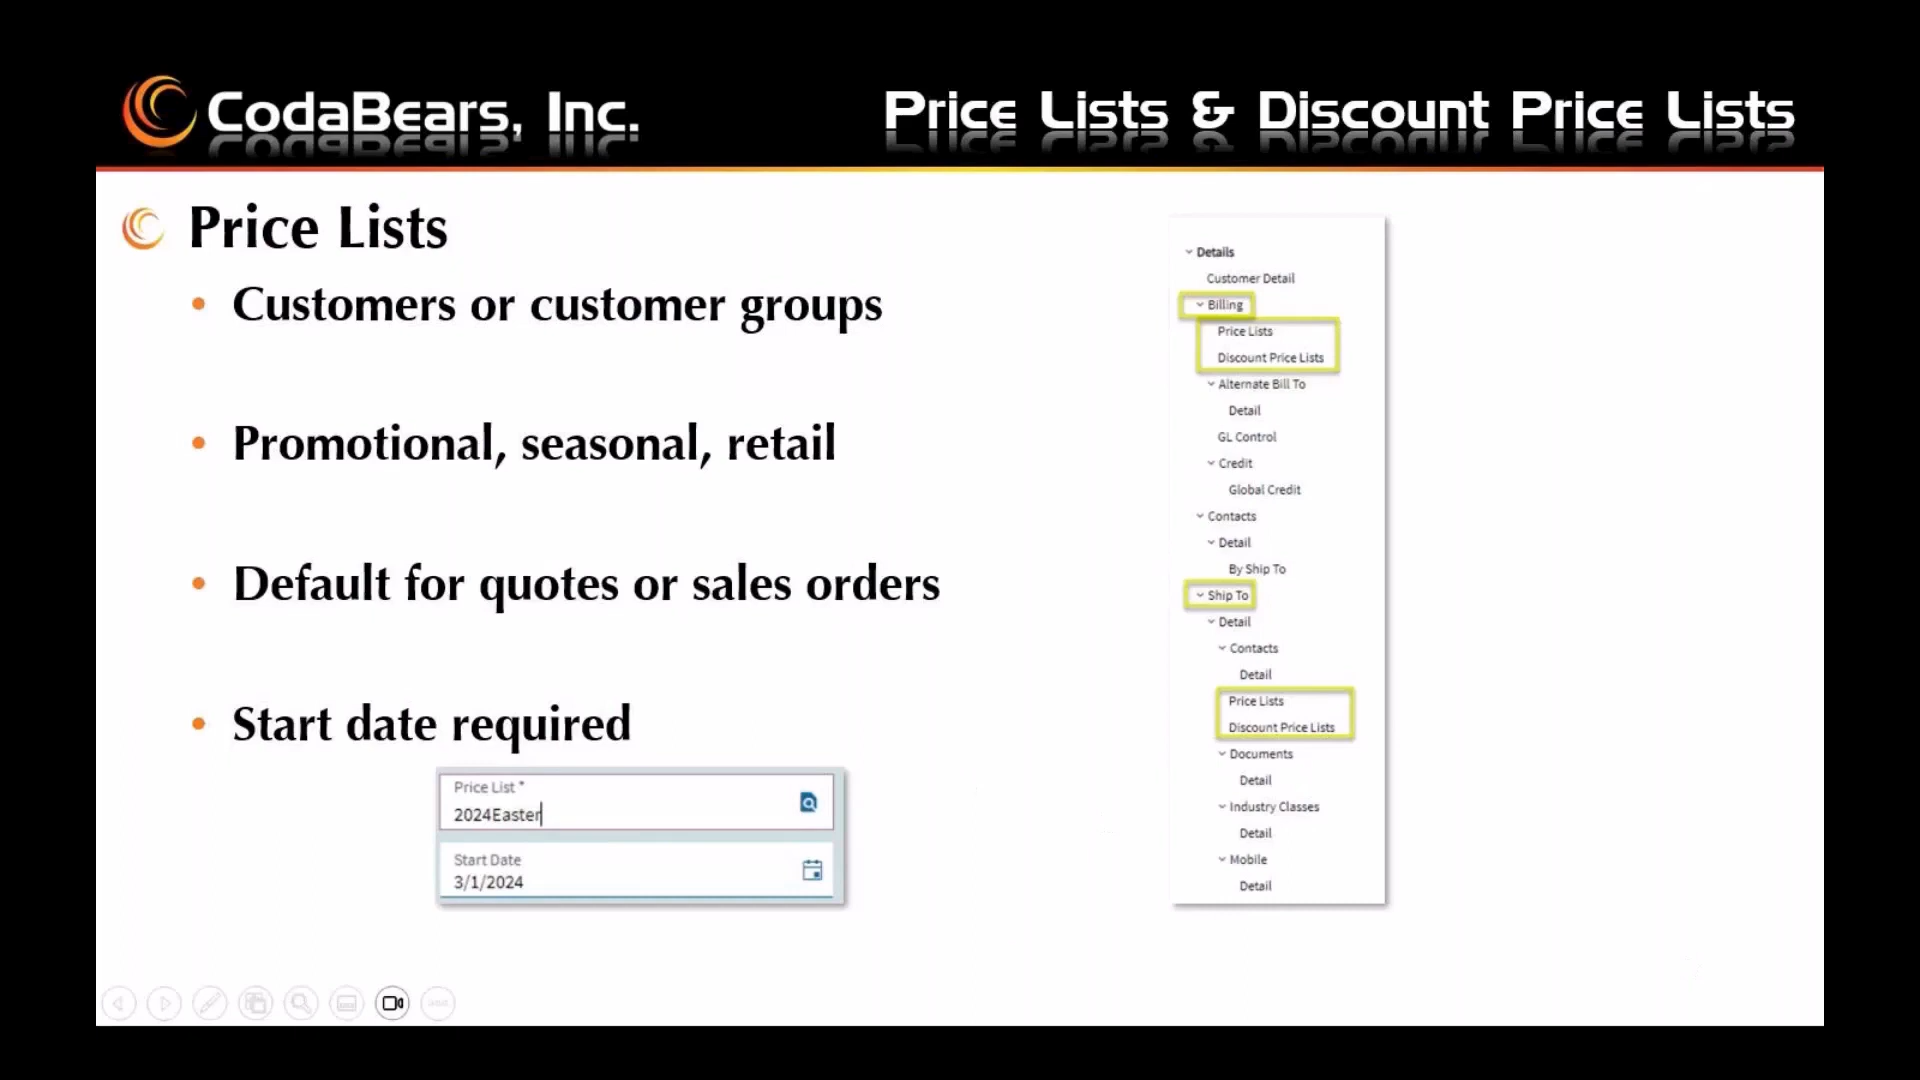 CodaBears, Inc.
Price Lists & Discount Price Lists
Price Lists
• Customers or customer groups
• Promotional, seasonal, retail
• Default for quotes or sales orders
• Start date required
Price List *
2024Easter
Start Date
3/1/2024
Details
Customer Detail
Billing
Price Lists
Discount Price Lists
Alternate Bill To
Detail
GL Control
Credit
Global Credit
Contacts
Detail
By Ship To
Ship To
Detail
Contacts
Detail
Price Lists
Discount Price Lists
Documents
Detail
Industry Classes
Detail
Mobile
Detail